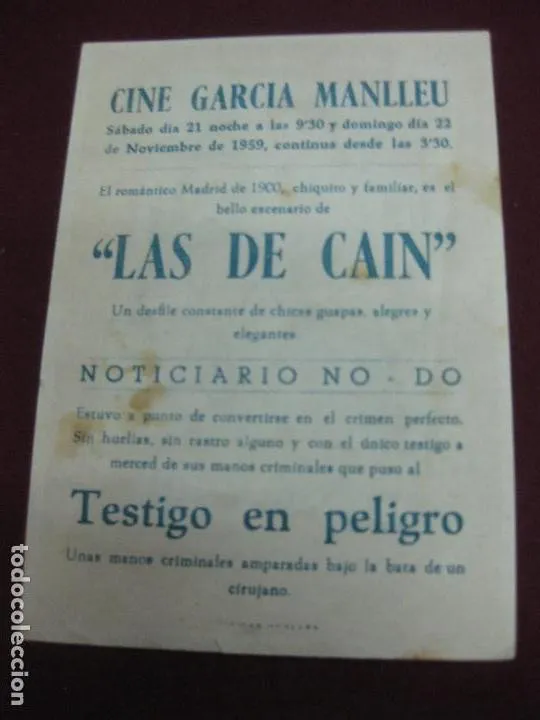 CINE GARCIA MANLLEU
Sábado dia 21 noche a las 9'30 y domingo dia 22
de Noviembre de 1959, continua desde las 3'30.
El romántico Madrid de 1900, chiquito y familiar, es el
bello escenario de
"LAS DE CAIN"
Un desfile constante de chicas guapas, alegres y
elegantes.
NOTICIARIO NO - DO
Estuvo a punto de convertirse en el crimen perfecto.
Sin huellas, sin rastro alguno y con el único testigo a
merced de sus manos criminales que puso al
Testigo en peligro
Unas manos criminales amparadas bajo la bata de un
cirujano.
todocoleccion